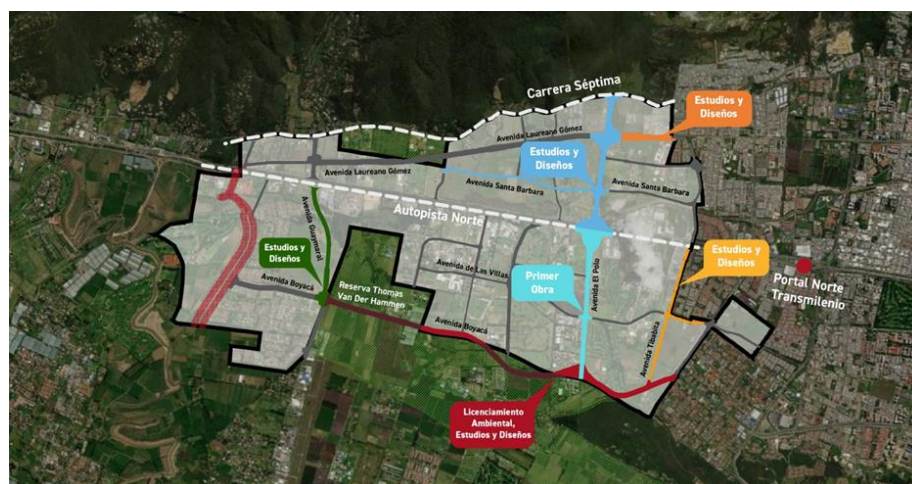 Carrera Séptima
Estudios y
Diseños
Avenida Laureano Gómez
Estudios y
Diseños
Avenida Laureano Gómez
Avenida Santa Barbara
Avenida Santa Barbara
Autopista Norte
Avenida Guaymaral
Estudios y
Diseños
Estudios y
Diseños
Avenida de Las Villas
Primer
Obra
Avenida El Polo
Portal Norte
Transmilenio
Avenida Boyacá
Reserva Thomas
Van Der Hammen
Avenida Boyacá
Avenida Tibabita
Licenciamiento
Ambiental,
Estudios y Diseños